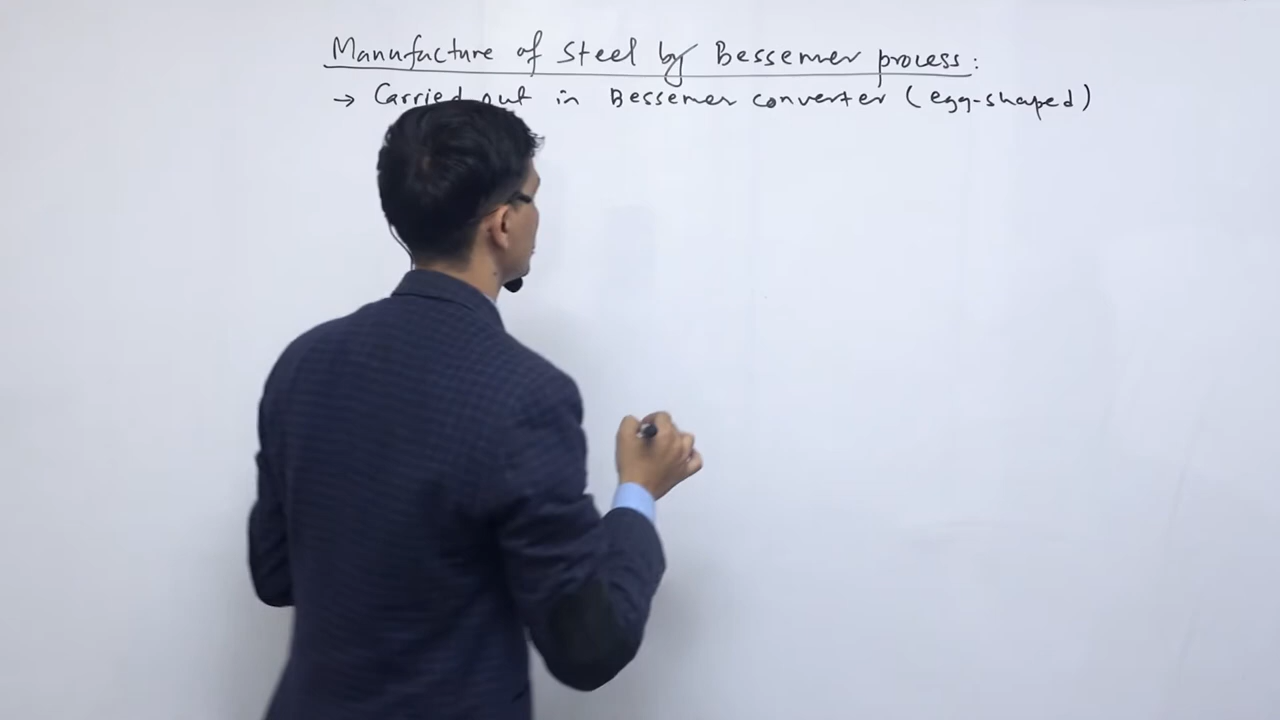 Manufacture of Steel by Bessemer process:
→ Carried out in Bessemer converter (egg-shaped)